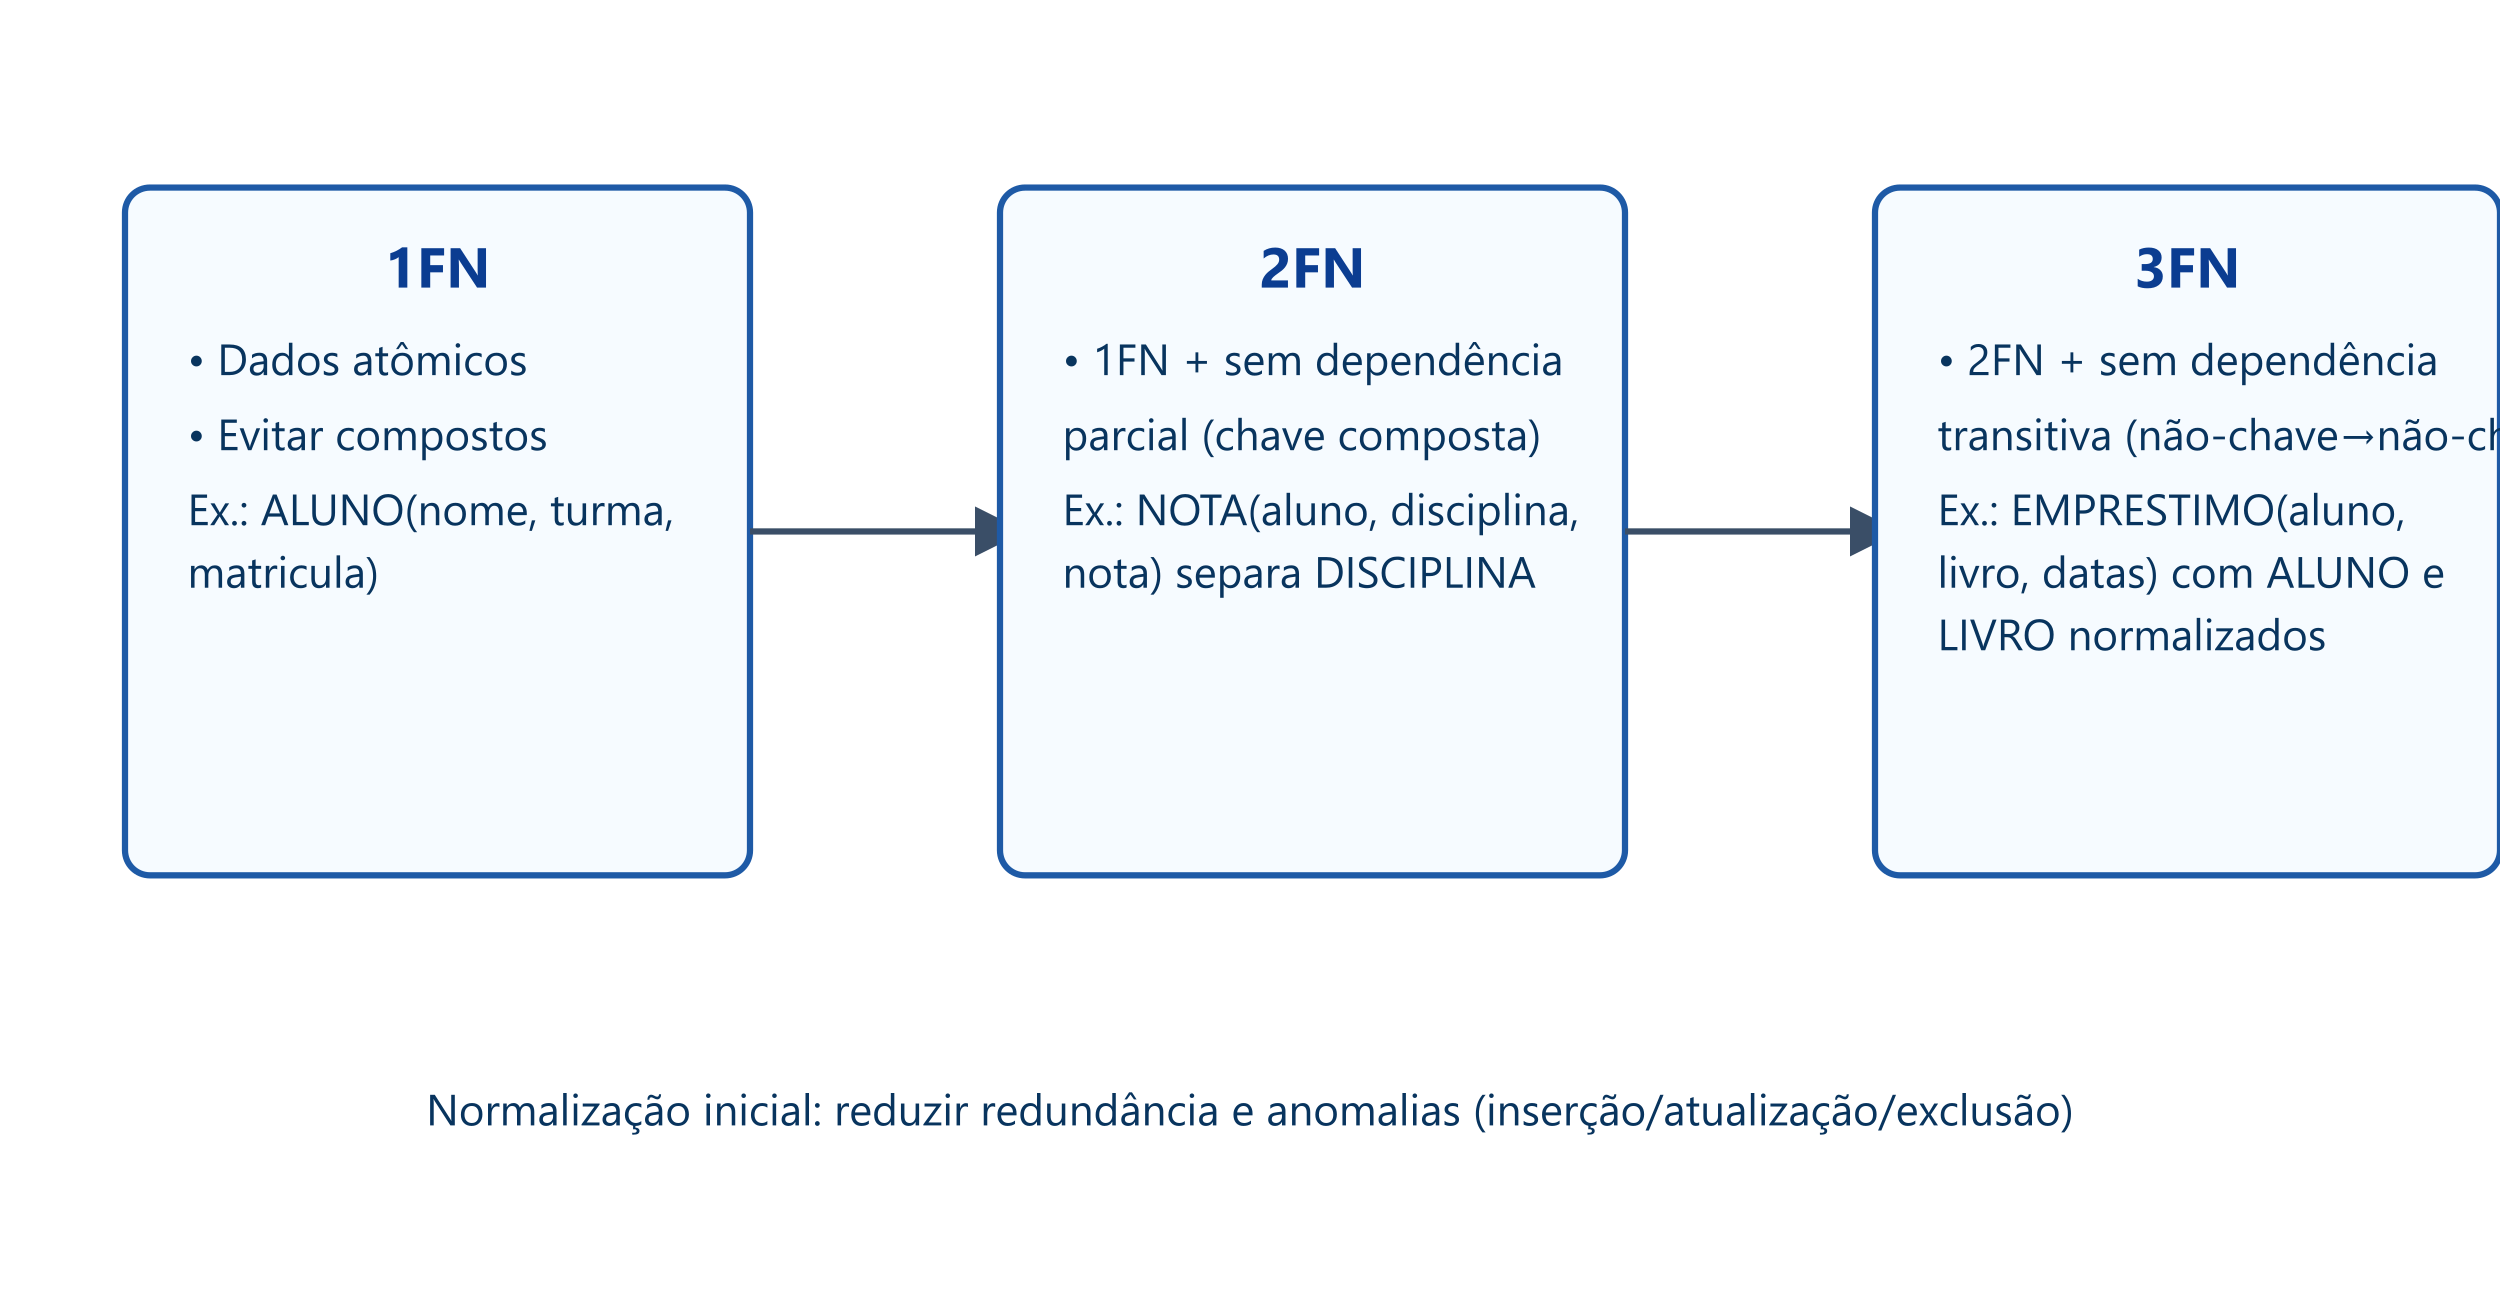 1FN
• Dados atômicos
• Evitar compostos
Ex.: ALUNO(nome, turma,
matricula)
2FN
• 1FN + sem dependência
parcial (chave composta)
Ex.: NOTA(aluno, disciplina,
nota) separa DISCIPLINA
3FN
• 2FN + sem dependência
transitiva (não-chave→não-ch
Ex.: EMPRESTIMO(aluno,
livro, data) com ALUNO e
LIVRO normalizados
Normalização inicial: reduzir redundância e anomalias (inserção/atualização/exclusão)